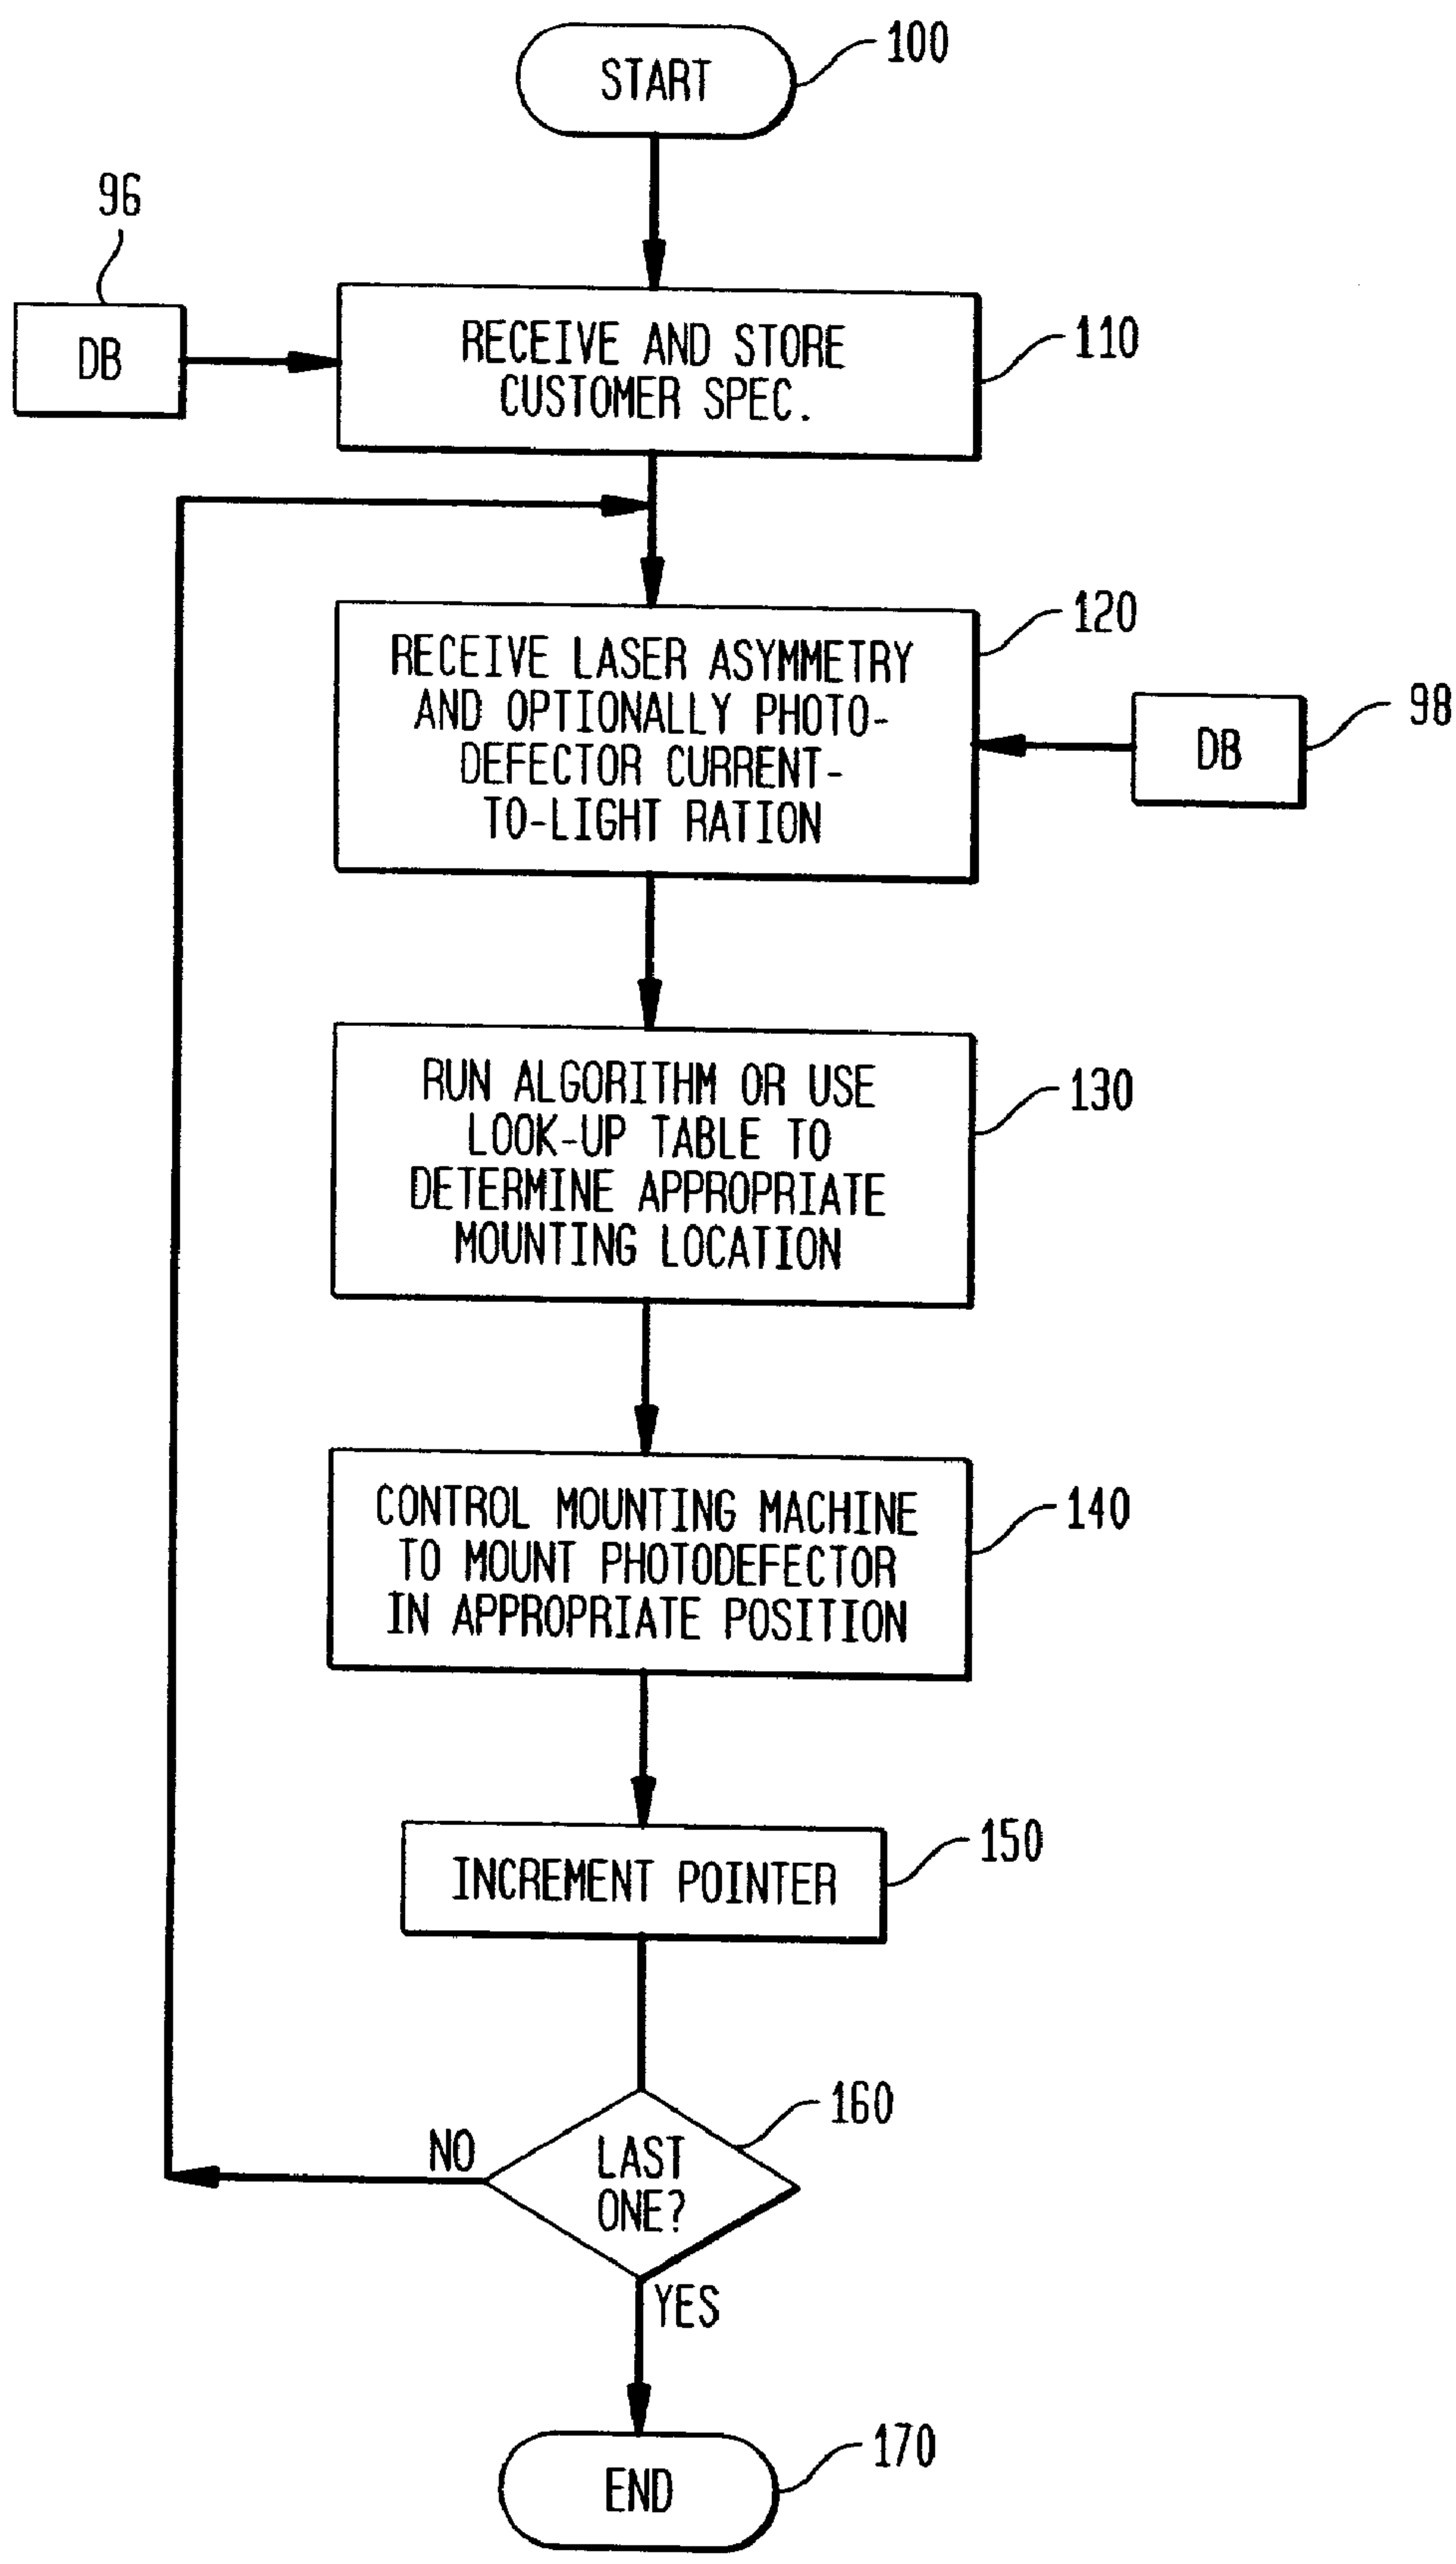 START
100
96
DB
RECEIVE AND STORE
CUSTOMER SPEC.
110
RECEIVE LASER ASYMMETRY
AND OPTIONALLY PHOTO-
DEFECTOR CURRENT-
TO-LIGHT RATION
120
DB
98
RUN ALGORITHM OR USE
LOOK-UP TABLE TO
DETERMINE APPROPRIATE
MOUNTING LOCATION
130
CONTROL MOUNTING MACHINE
TO MOUNT PHOTODEFECTOR
IN APPROPRIATE POSITION
140
INCREMENT POINTER
150
LAST
ONE?
160
NO
YES
END
170